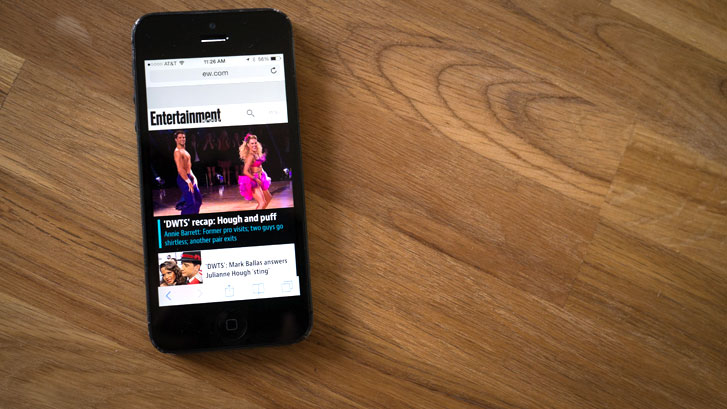 AT&T 11:26 AM 56%
ew.com
Entertainment
'DWTS' recap: Hough and puff
Annie Barrett: Former pro visits; two guys go
shirtless; another pair exits
'DWTS': Mark Ballas answers
Julianne Hough 'sting'